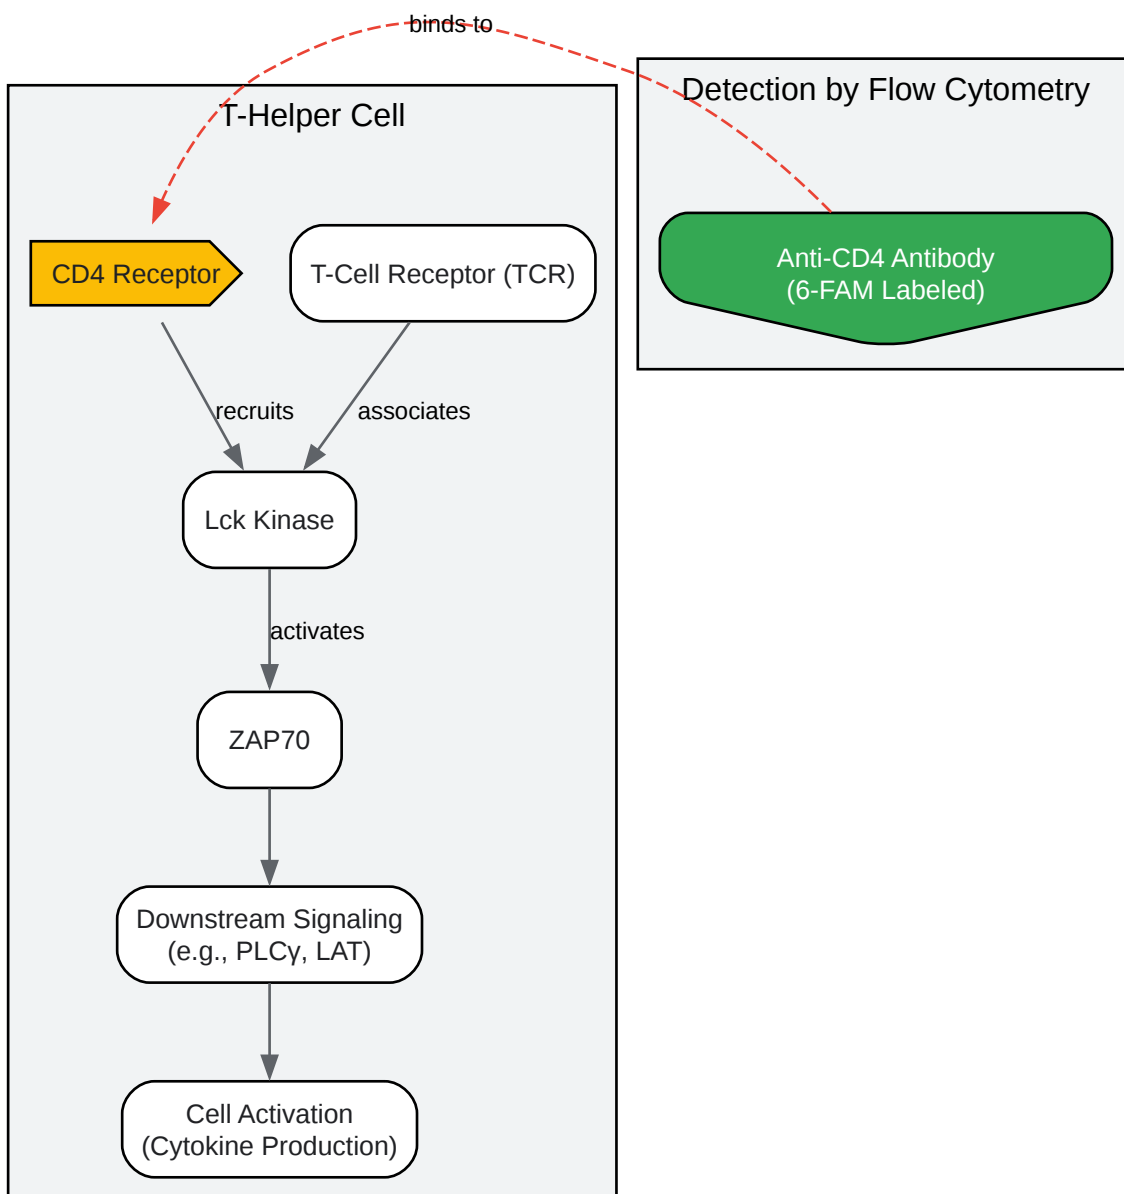 binds to
Detection by Flow Cytometry
T-Helper Cell
CD4 Receptor
T-Cell Receptor (TCR)
Anti-CD4 Antibody
(6-FAM Labeled)
recruits
associates
Lck Kinase
activates
ZAP70
Downstream Signaling
(e.g., PLCγ, LAT)
Cell Activation
(Cytokine Production)